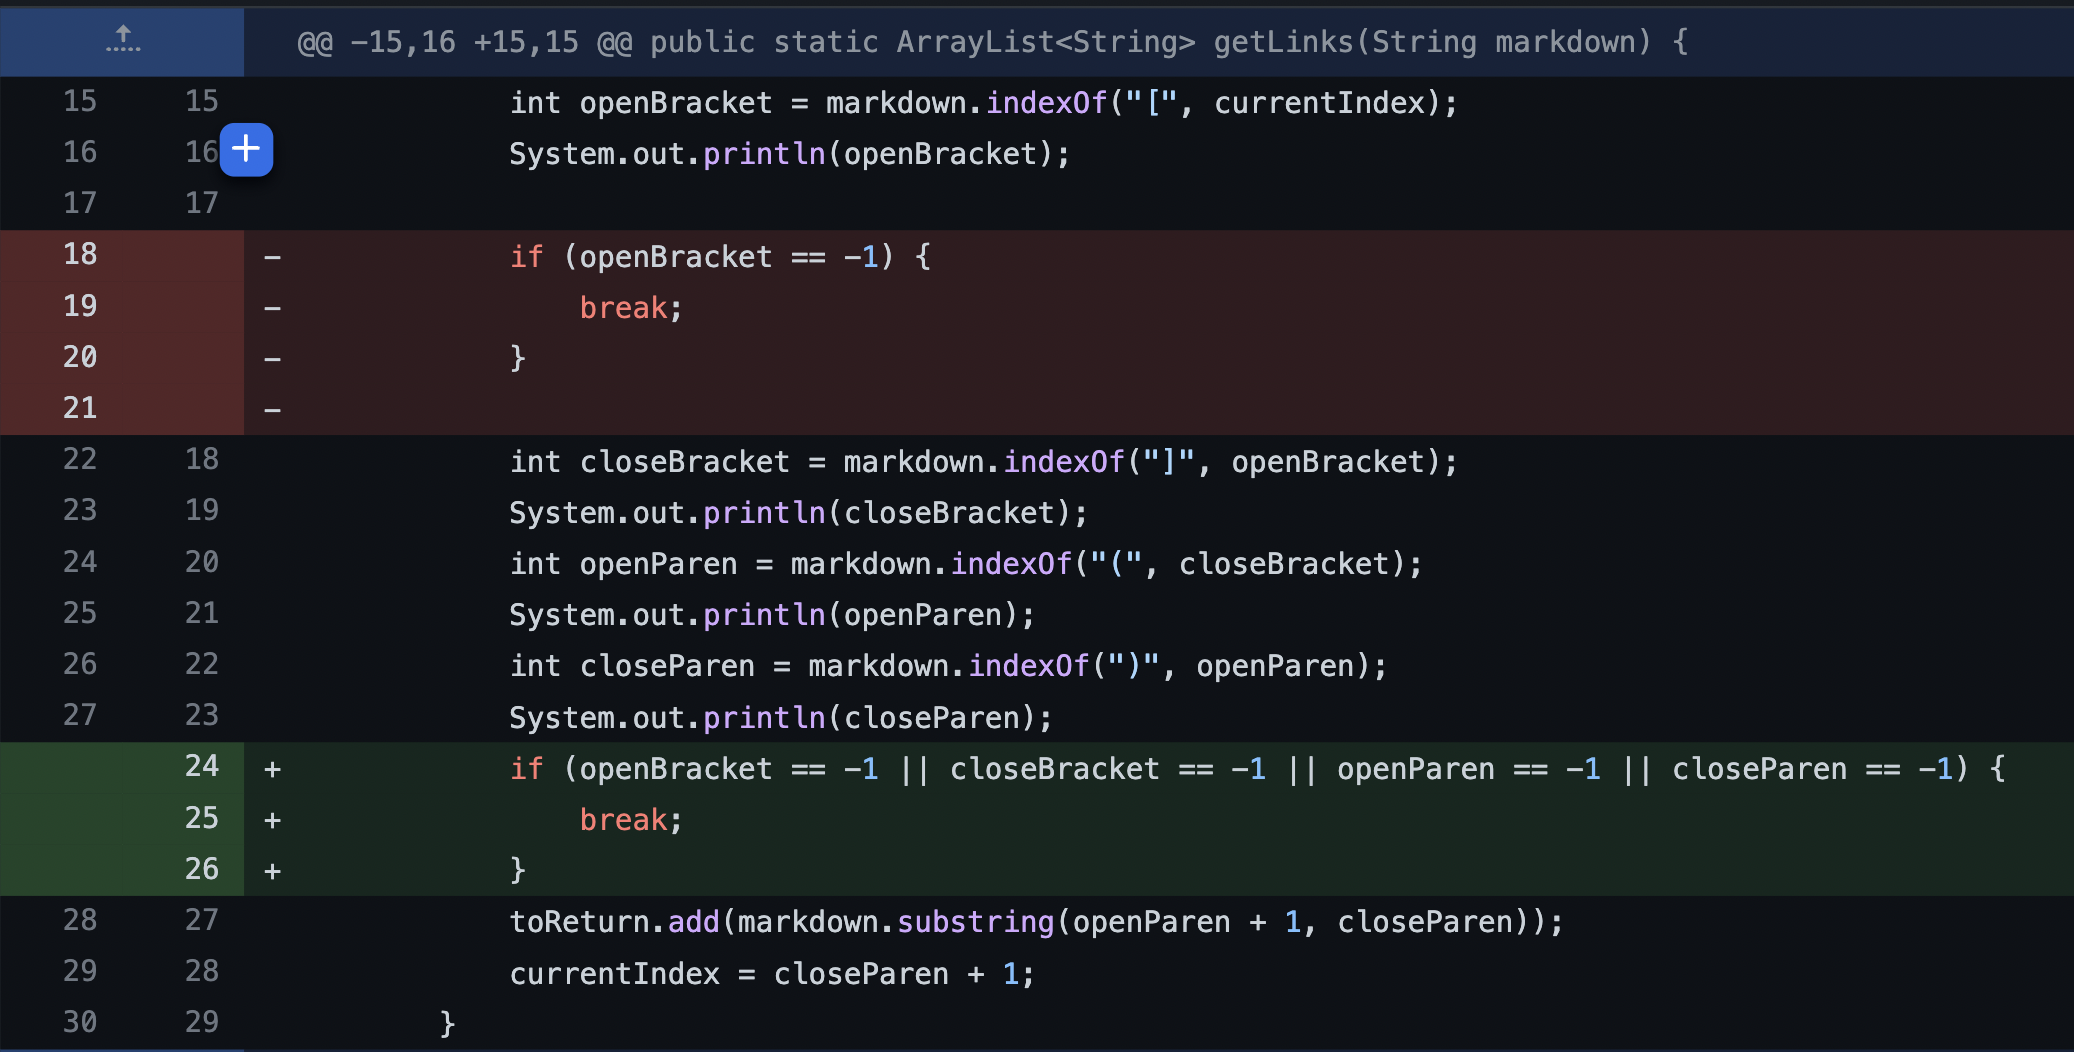 @@ -15,16 +15,15 @@ public static ArrayList<String> getLinks(String markdown) {
15 15 int openBracket = markdown.indexOf("[", currentIndex);
16 16 System.out.println(openBracket);
17 17
18 - if (openBracket == -1) {
19 - break;
20 - }
21 -
22 18 int closeBracket = markdown.indexOf("]", openBracket);
23 19 System.out.println(closeBracket);
24 20 int openParen = markdown.indexOf("(", closeBracket);
25 21 System.out.println(openParen);
26 22 int closeParen = markdown.indexOf(")", openParen);
27 23 System.out.println(closeParen);
24 + if (openBracket == -1 || closeBracket == -1 || openParen == -1 || closeParen == -1) {
25 + break;
26 + }
28 27 toReturn.add(markdown.substring(openParen + 1, closeParen));
29 28 currentIndex = closeParen + 1;
30 29 }